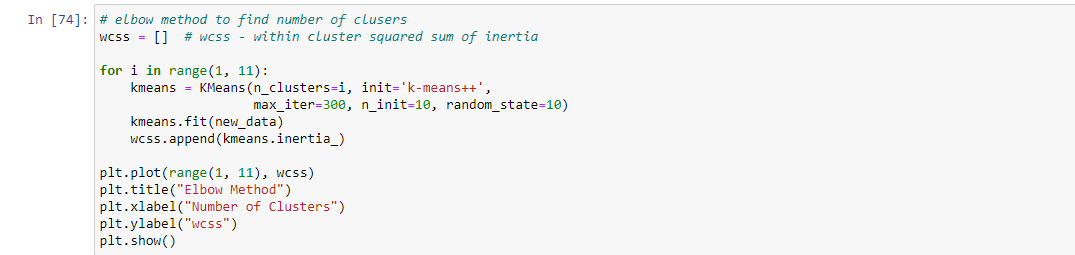 In [74]: # elbow method to find number of clusers
wcss = []  # wcss - within cluster squared sum of inertia

for i in range(1, 11):
    kmeans = KMeans(n_clusters=i, init='k-means++',
                    max_iter=300, n_init=10, random_state=10)
    kmeans.fit(new_data)
    wcss.append(kmeans.inertia_)

plt.plot(range(1, 11), wcss)
plt.title("Elbow Method")
plt.xlabel("Number of Clusters")
plt.ylabel("wcss")
plt.show()